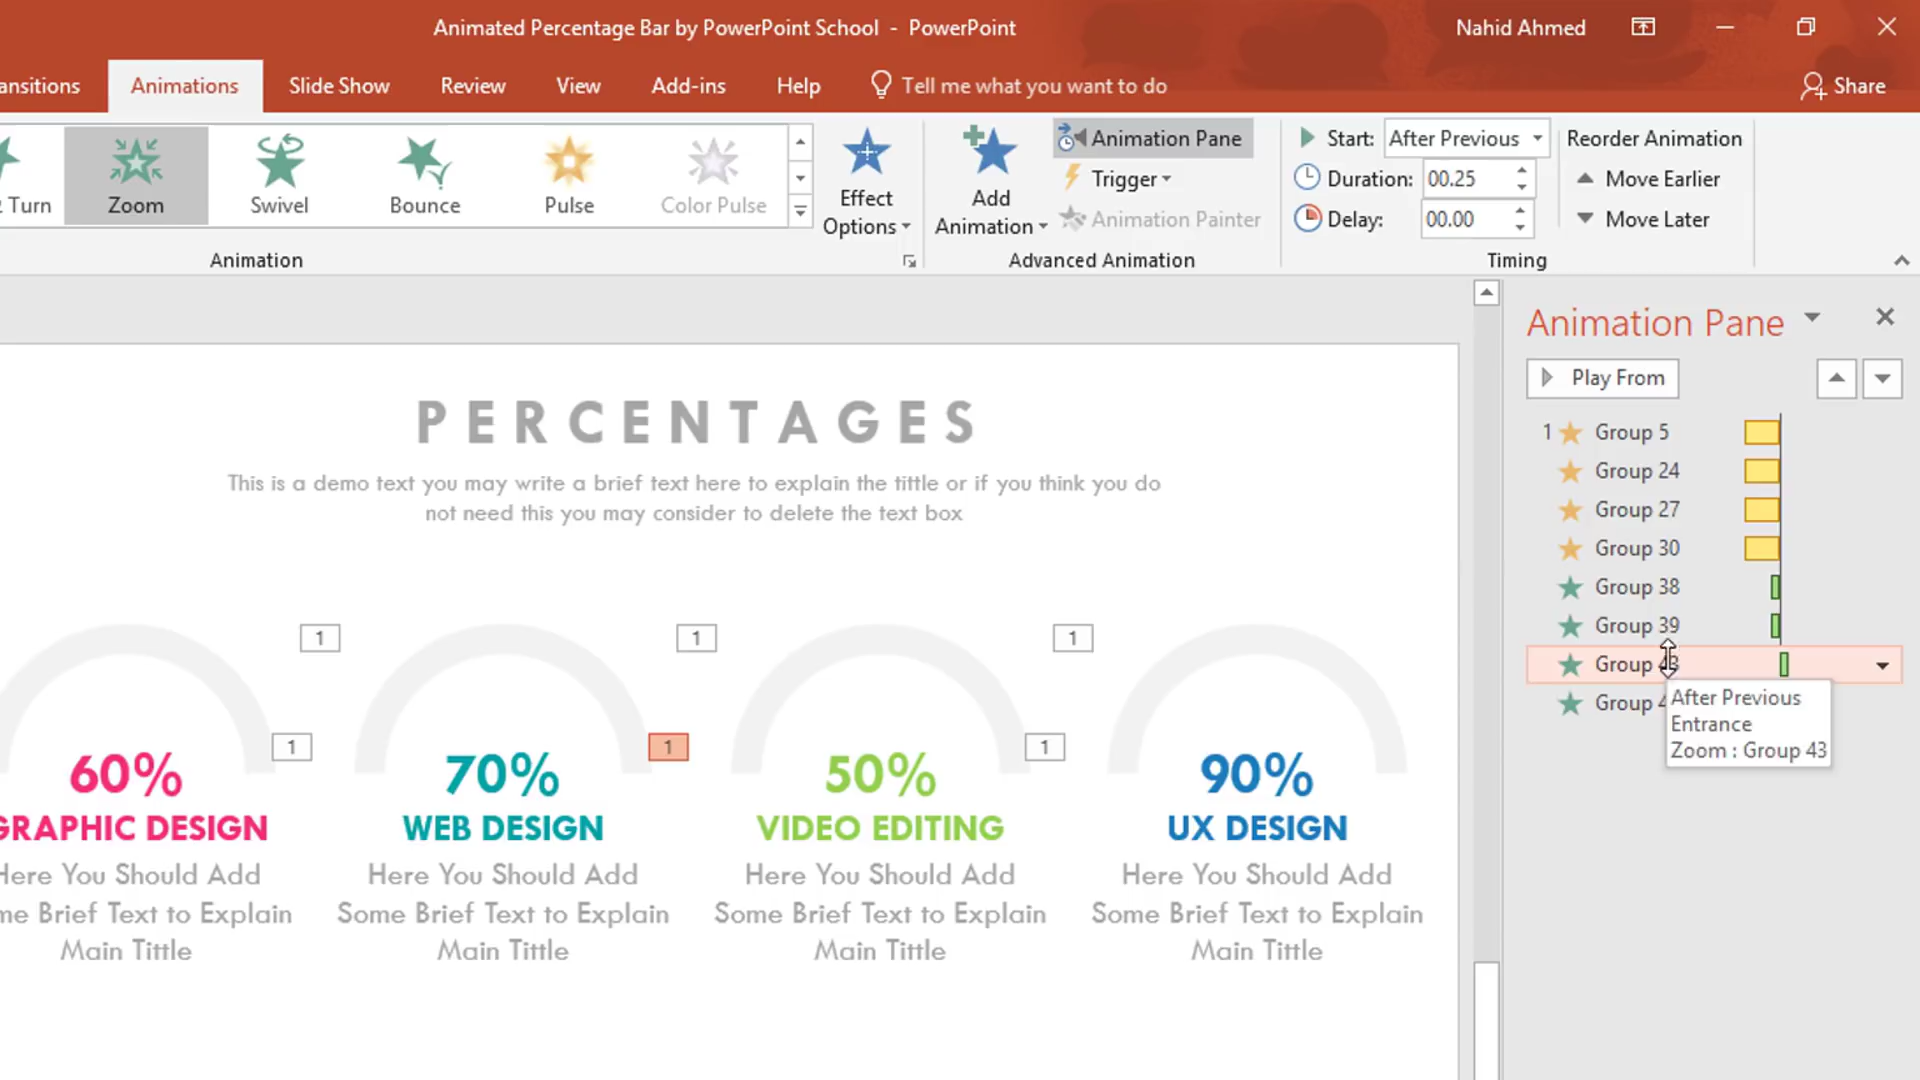 Animated Percentage Bar by PowerPoint School - PowerPoint
Nahid Ahmed
ansitions Animations Slide Show Review View Add-ins Help Tell me what you want to do Share
Turn Zoom Swivel Bounce Pulse Color Pulse
Effect Options
Add Animation
Animation Pane
Trigger
Animation Painter
Start: After Previous
Duration: 00.25
Delay: 00.00
Reorder Animation
Move Earlier
Move Later
Animation
Advanced Animation
Timing
PERCENTAGES
This is a demo text you may write a brief text here to explain the tittle or if you think you do
not need this you may consider to delete the text box
1 1 1
1 1 1
60% 70% 50% 90%
GRAPHIC DESIGN WEB DESIGN VIDEO EDITING UX DESIGN
Here You Should Add Here You Should Add Here You Should Add Here You Should Add
me Brief Text to Explain Some Brief Text to Explain Some Brief Text to Explain Some Brief Text to Explain
Main Tittle Main Tittle Main Tittle Main Tittle
Animation Pane
Play From
1 Group 5
Group 24
Group 27
Group 30
Group 38
Group 39
Group 43
Group
After Previous
Entrance
Zoom : Group 43